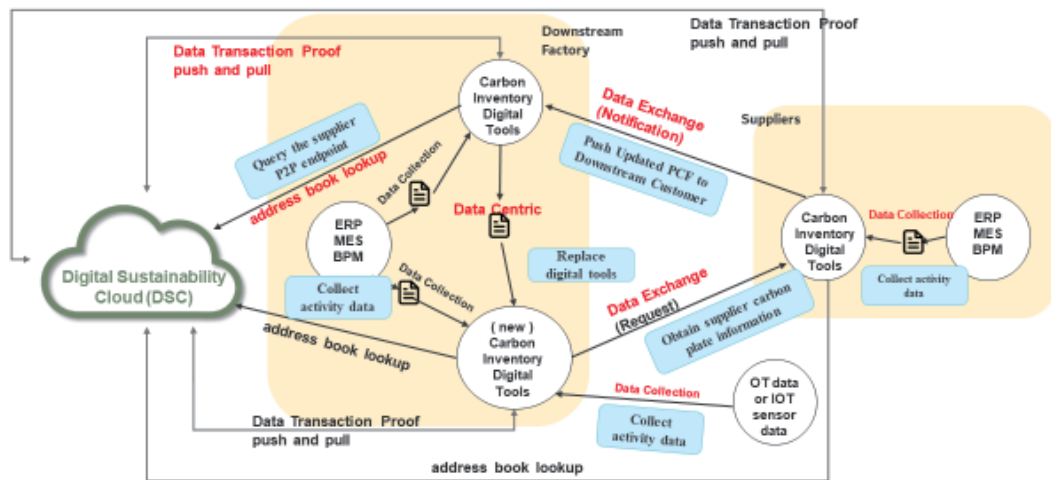 Downstream
Factory
Data Transaction Proof
push and pull
Data Transaction Proof
push and pull
Carbon
Inventory
Digital
Tools
Data Exchange
(Notification)
Suppliers
Query the supplier
P2P endpoint
address book lookup
Data Collection
Push Updated PCF to
Downstream Customer
Data Centric
ERP
MES
BPM
Carbon
Inventory
Digital
Tools
Data Collection
ERP
MES
BPM
Digital Sustainability
Cloud (DSC)
Collect
activity data
Data Collection
Replace
digital tools
Collect activity
data
Data Exchange
(Request)
Obtain supplier carbon
plate information
address book lookup
( new )
Carbon
Inventory
Digital
Tools
Data Collection
OT data
or IOT
sensor
data
Collect
activity data
Data Transaction Proof
push and pull
address book lookup